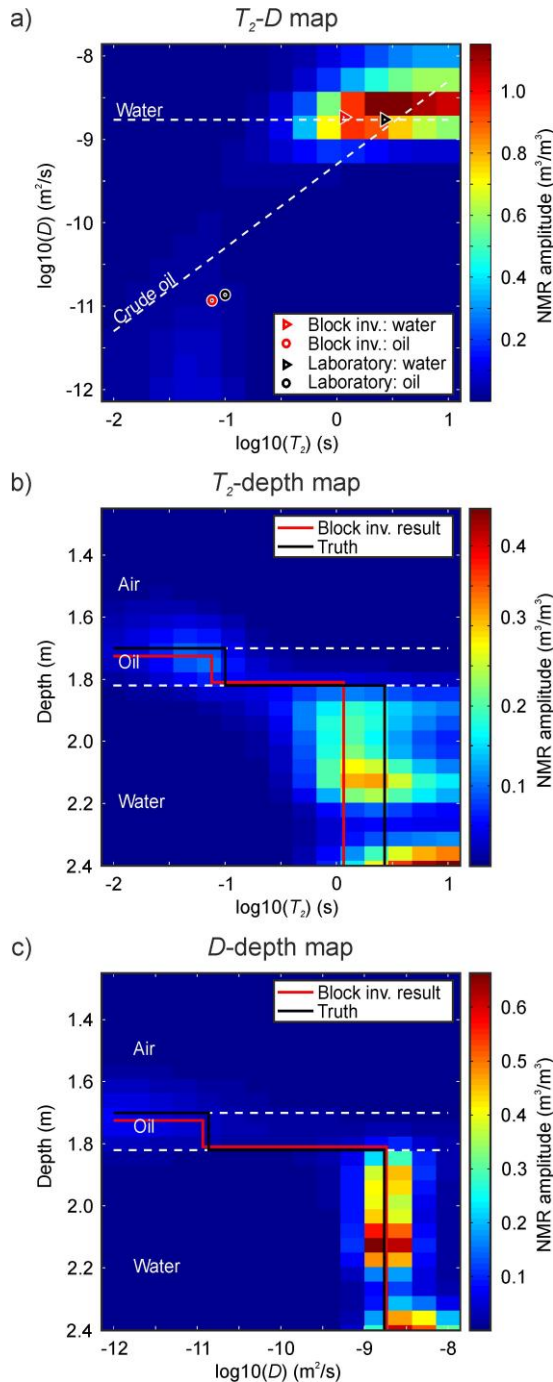 a)
T2-D map
-8
-9
-10
-11
-12
log10(D) (m²/s)
Water
Crude oil
Block inv.: water
Block inv.: oil
Laboratory: water
Laboratory: oil
-2
-1
0
1
log10(T2) (s)
1.0
0.8
0.6
0.4
0.2
NMR amplitude (m³/m³)
b)
T2-depth map
1.4
1.6
1.8
2.0
2.2
2.4
Depth (m)
Block inv. result
Truth
Air
Oil
Water
-2
-1
0
1
log10(T2) (s)
0.4
0.3
0.2
0.1
NMR amplitude (m³/m³)
c)
D-depth map
1.4
1.6
1.8
2.0
2.2
2.4
Depth (m)
Block inv. result
Truth
Air
Oil
Water
-12
-11
-10
-9
-8
log10(D) (m²/s)
0.6
0.5
0.4
0.3
0.2
0.1
NMR amplitude (m³/m³)